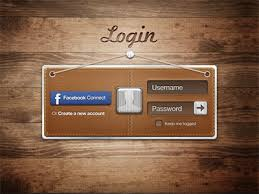 Login
Facebook Connect
Or Create a new account
Username
Password
Keep me logged